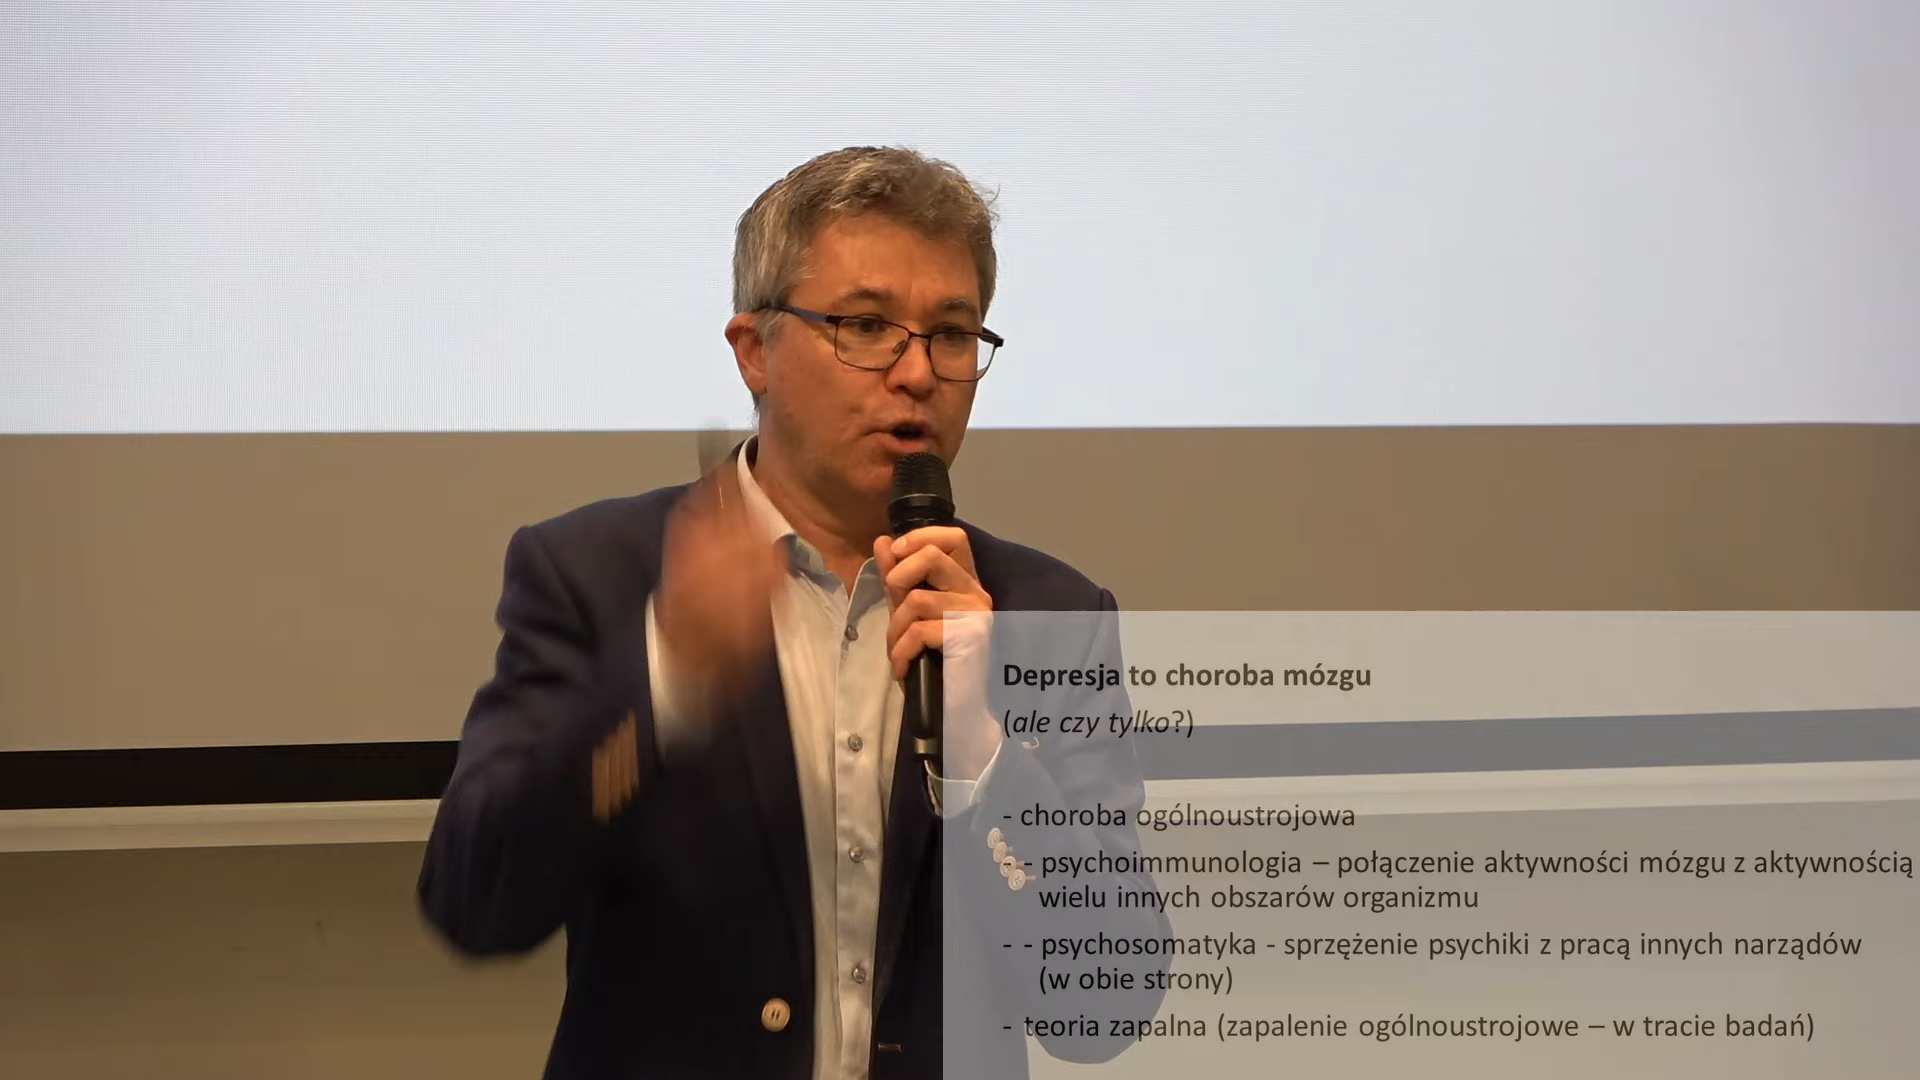 Depresja to choroba mózgu
(ale czy tylko?)
- choroba ogólnoustrojowa
- - psychoimmunologia – połączenie aktywności mózgu z aktywnością
wielu innych obszarów organizmu
- - psychosomatyka - sprzężenie psychiki z pracą innych narządów
(w obie strony)
- teoria zapalna (zapalenie ogólnoustrojowe – w tracie badań)